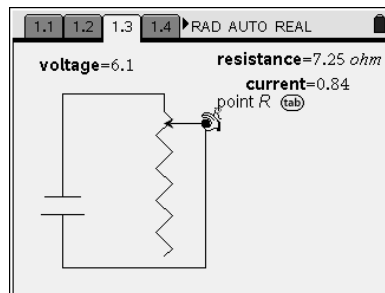 1.1 1.2 1.3 1.4 RAD AUTO REAL
voltage=6.1 resistance=7.25 ohm
current=0.84
point R tab